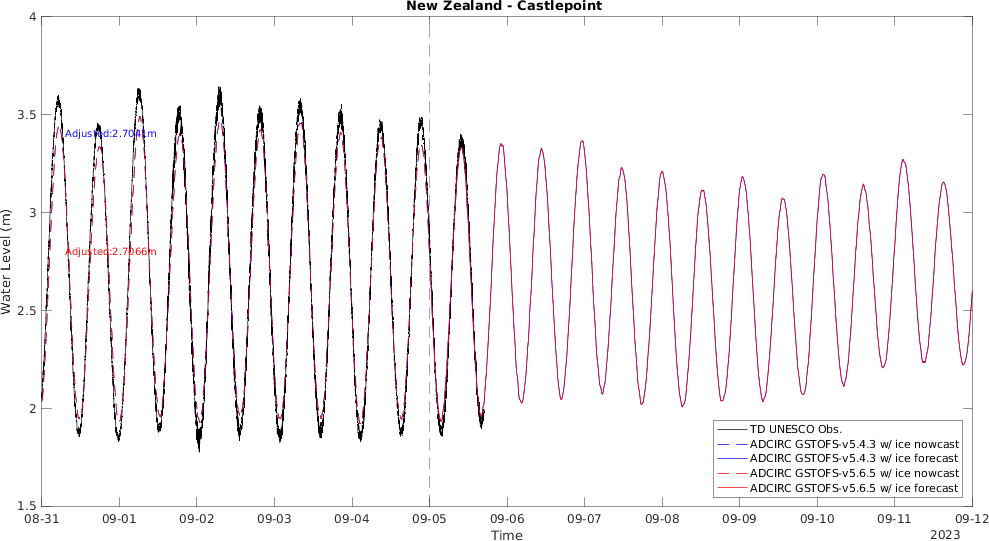 New Zealand - Castlepoint
4
3.5
3
2.5
2
1.5
Water Level (m)
Adjusted:2.7041m
Adjusted:2.7066m
TD UNESCO Obs.
ADCIRC GSTOFS-v5.4.3 w/ ice nowcast
ADCIRC GSTOFS-v5.4.3 w/ ice forecast
ADCIRC GSTOFS-v5.6.5 w/ ice nowcast
ADCIRC GSTOFS-v5.6.5 w/ ice forecast
08-31 09-01 09-02 09-03 09-04 09-05 09-06 09-07 09-08 09-09 09-10 09-11 09-12
Time
2023